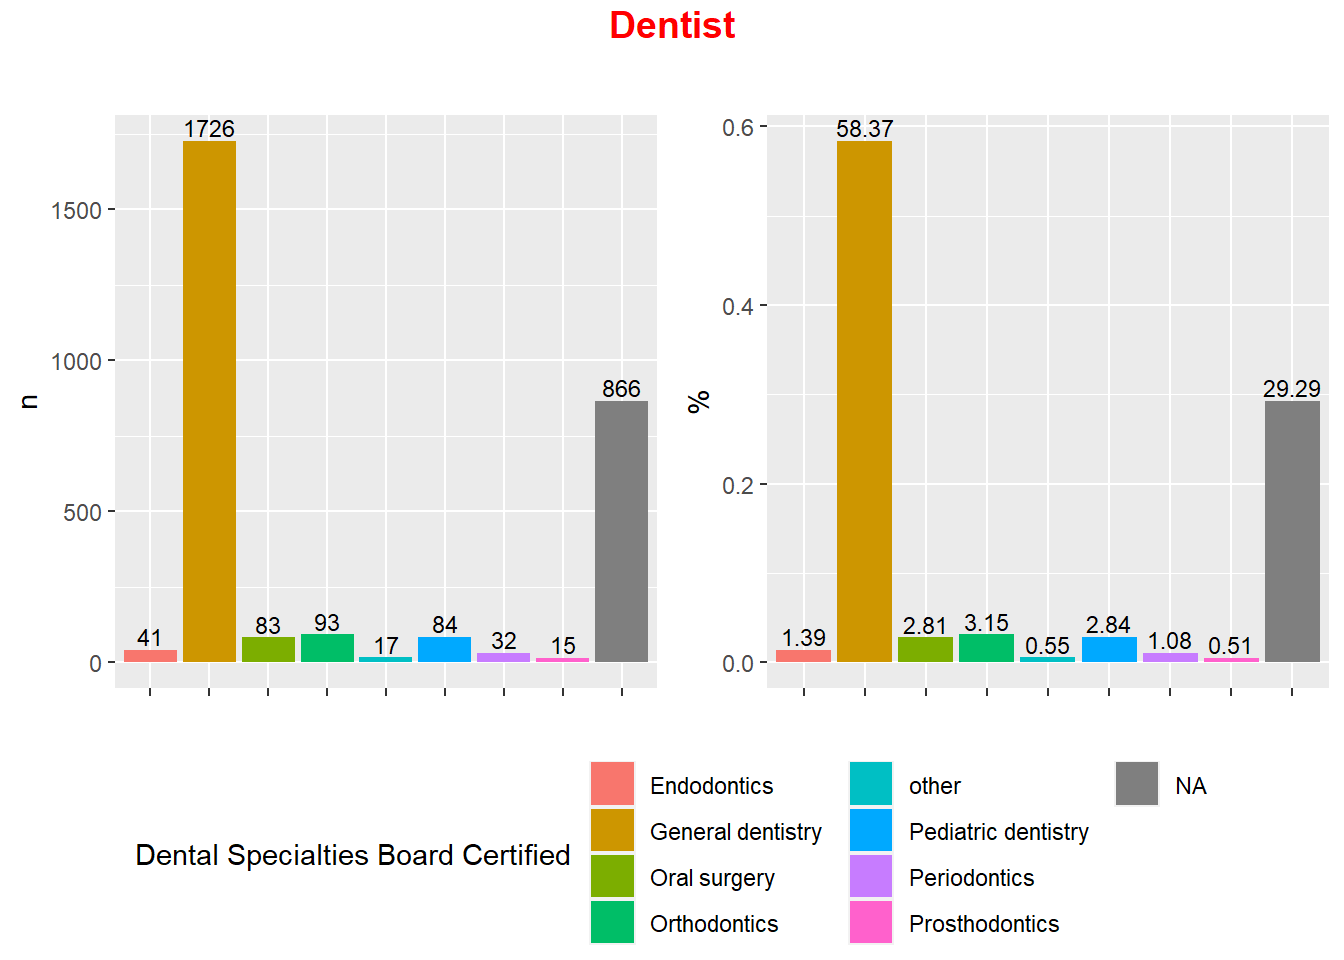 Dentist
n
1500
1000
500
0
41
1726
83
93
17
84
32
15
866
%
0.6
0.4
0.2
0.0
1.39
58.37
2.81
3.15
0.55
2.84
1.08
0.51
29.29
Dental Specialties Board Certified
Endodontics
General dentistry
Oral surgery
Orthodontics
other
Pediatric dentistry
Periodontics
Prosthodontics
NA